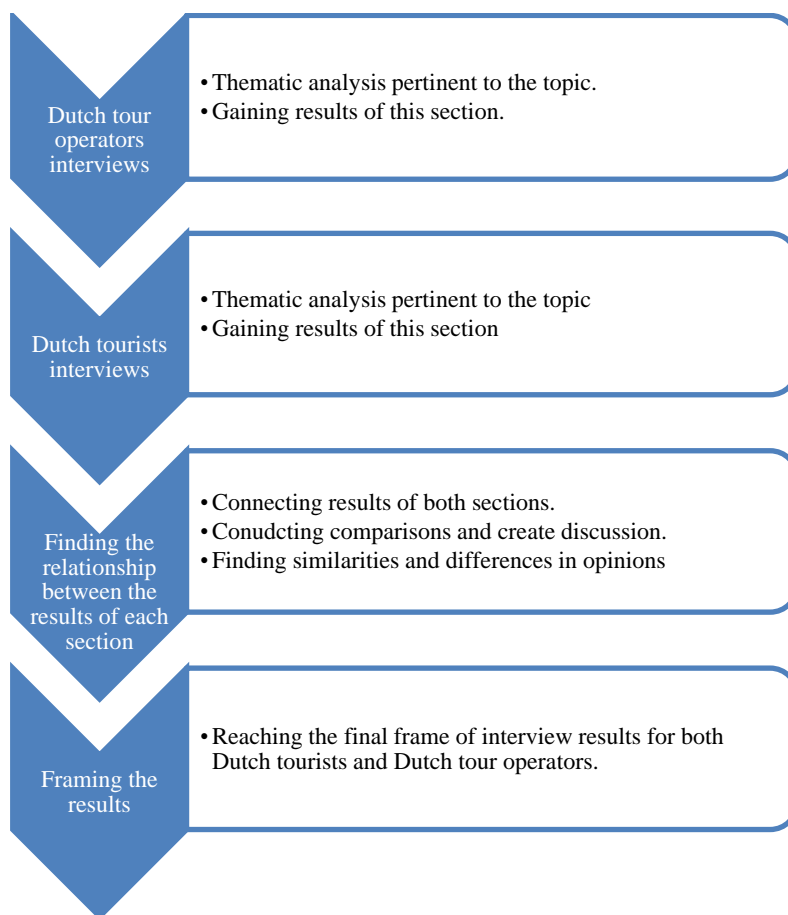 Dutch tour
operators
interviews
• Thematic analysis pertinent to the topic.
• Gaining results of this section.
Dutch tourists
interviews
• Thematic analysis pertinent to the topic
• Gaining results of this section
Finding the
relationship
between the
results of each
section
• Connecting results of both sections.
• Conudcting comparisons and create discussion.
• Finding similarities and differences in opinions
Framing the
results
• Reaching the final frame of interview results for both
Dutch tourists and Dutch tour operators.